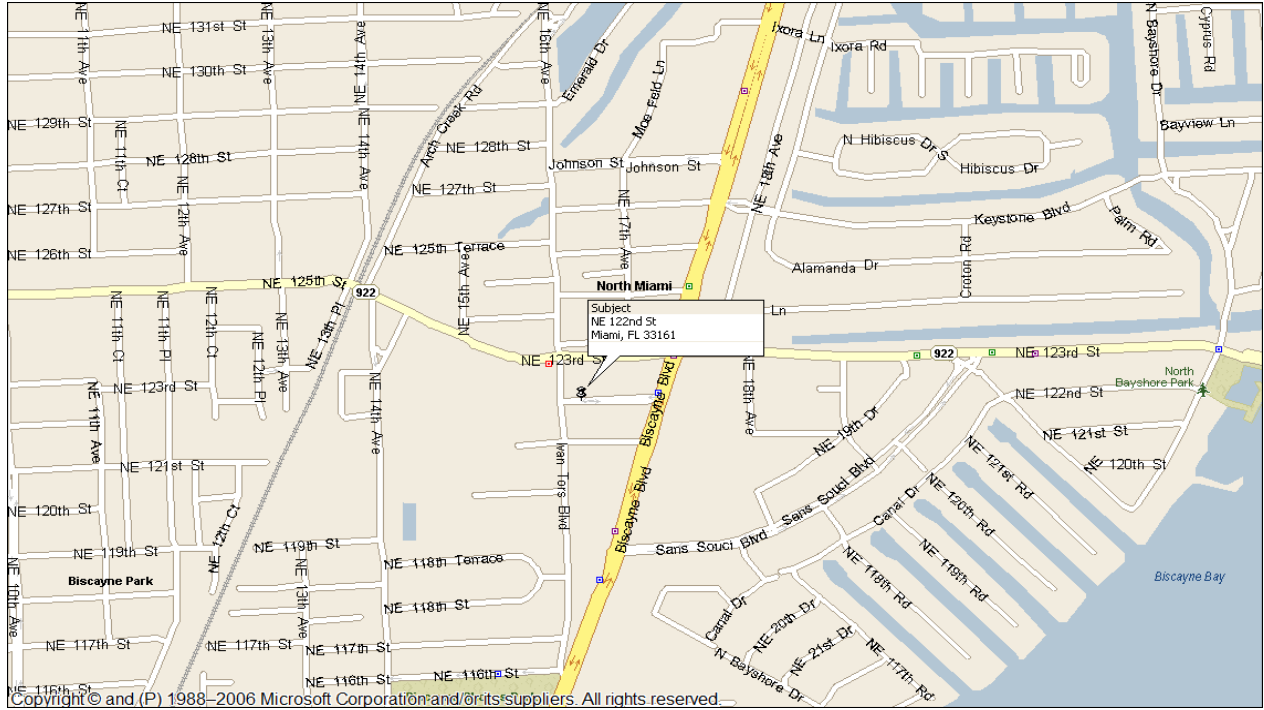 NE 131st St
NE 11th Ave
NE 12th Ave
NE 13th Ave
NE 14th Ave
NE 16th Ave
Emerald Dr
Moe Feld Ln
Ixora Ln
Ixora Rd
N Bayshore Dr
Cyprus Rd
NE 130th St
NE 129th St
NE 11th Ct
NE 128th St
NE 14th Ave
Arch Creek Rd
NE 128th St
Johnson St
Johnson St
NE 18th Ave
N Hibiscus Dr S
Hibiscus Dr
Bayview Ln
NE 127th St
NE 12th Ave
NE 127th St
NE 17th Ave
Keystone Blvd
Palm Rd
NE 126th St
NE 125th Terrace
NE 15th Ave
Alamanda Dr
Croton Rd
NE 125th St
922
North Miami
Subject
NE 122nd St
Miami, FL 33161
Ln
NE 11th Ct
NE 11th Pl
NE 12th Ct
NE 12th Pl
NE 13th Ave
NE 13th Pl
NE 123rd St
922
NE 123rd St
North
Bayshore Park
NE 123rd St
NE 11th Ave
NE 14th Ave
Biscayne Blvd
NE 18th Ave
NE 19th Dr
NE 122nd St
NE 121st St
NE 120th St
NE 121st St
Ivan Tors Blvd
Biscayne Blvd
Sans Souci Blvd
Canal Dr
NE 121st Rd
NE 120th Rd
NE 119th Rd
NE 118th Rd
NE 120th St
NE 12th Ct
NE 119th St
NE 119th St
NE 118th Terrace
Sans Souci Blvd
Biscayne Park
NE 10th Ave
NE 13th Ave
NE 118th St
Canal Dr
NE 20th Dr
NE 21st Dr
NE 117th Rd
N Bayshore Dr
Biscayne Bay
NE 117th St
NE 117th St
NE 117th St
NE 116th St
NE 116th St
NE 116th St
Copyright © and (P) 1988–2006 Microsoft Corporation and/or its suppliers. All rights reserved.